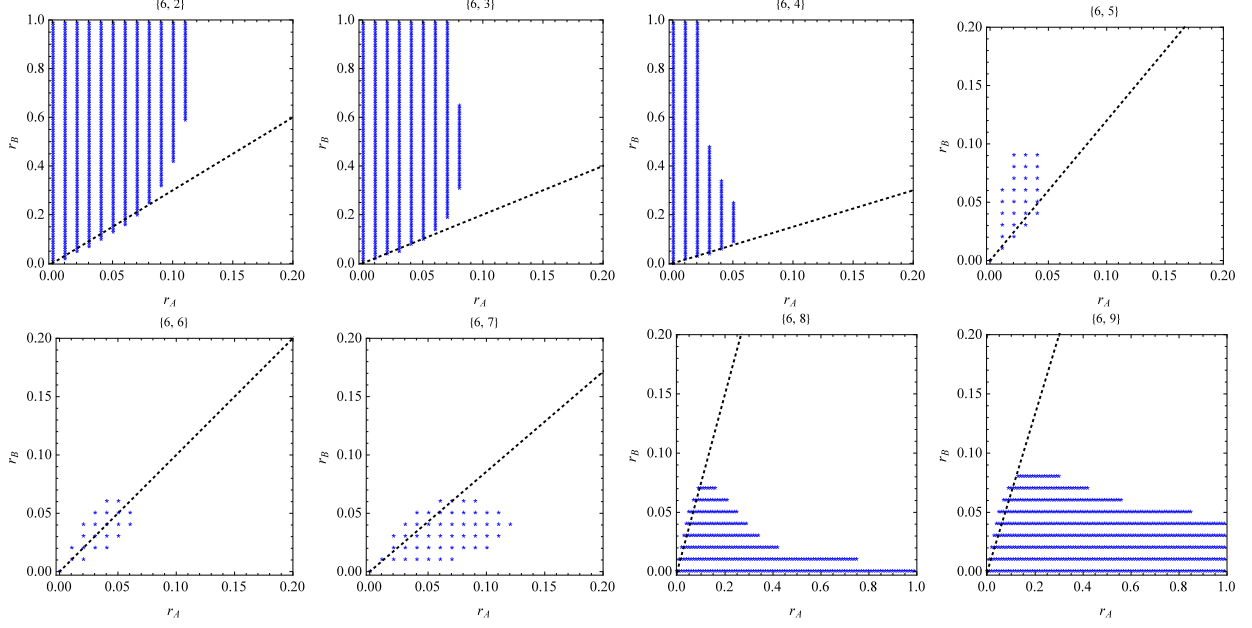 {6, 2} {6, 3} {6, 4} {6, 5}
1.0 1.0 1.0 0.20
0.8 0.8 0.8 0.15
0.6 0.6 0.6
r_B r_B r_B r_B 0.10
0.4 0.4 0.4
0.2 0.2 0.2 0.05
0.0 0.0 0.0 0.00
0.00 0.05 0.10 0.15 0.20 0.00 0.05 0.10 0.15 0.20 0.00 0.05 0.10 0.15 0.20 0.00 0.05 0.10 0.15 0.20
r_A r_A r_A r_A
{6, 6} {6, 7} {6, 8} {6, 9}
0.20 0.20 0.20 0.20
0.15 0.15 0.15 0.15
r_B 0.10 r_B 0.10 r_B 0.10 r_B 0.10
0.05 0.05 0.05 0.05
0.00 0.00 0.00 0.00
0.00 0.05 0.10 0.15 0.20 0.00 0.05 0.10 0.15 0.20 0.0 0.2 0.4 0.6 0.8 1.0 0.0 0.2 0.4 0.6 0.8 1.0
r_A r_A r_A r_A